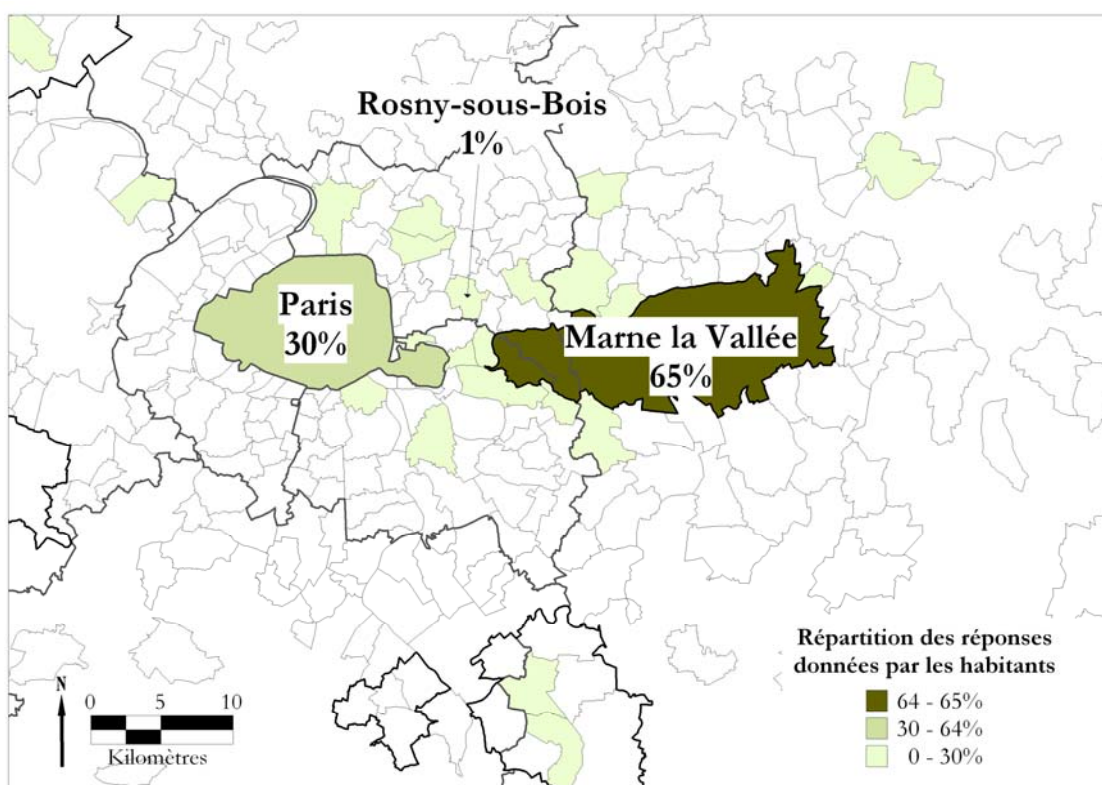 Rosny-sous-Bois
1%
Paris
30%
Marne la Vallée
65%
Répartition des réponses
données par les habitants
64 - 65%
30 - 64%
0 - 30%
N
0 5 10
Kilomètres